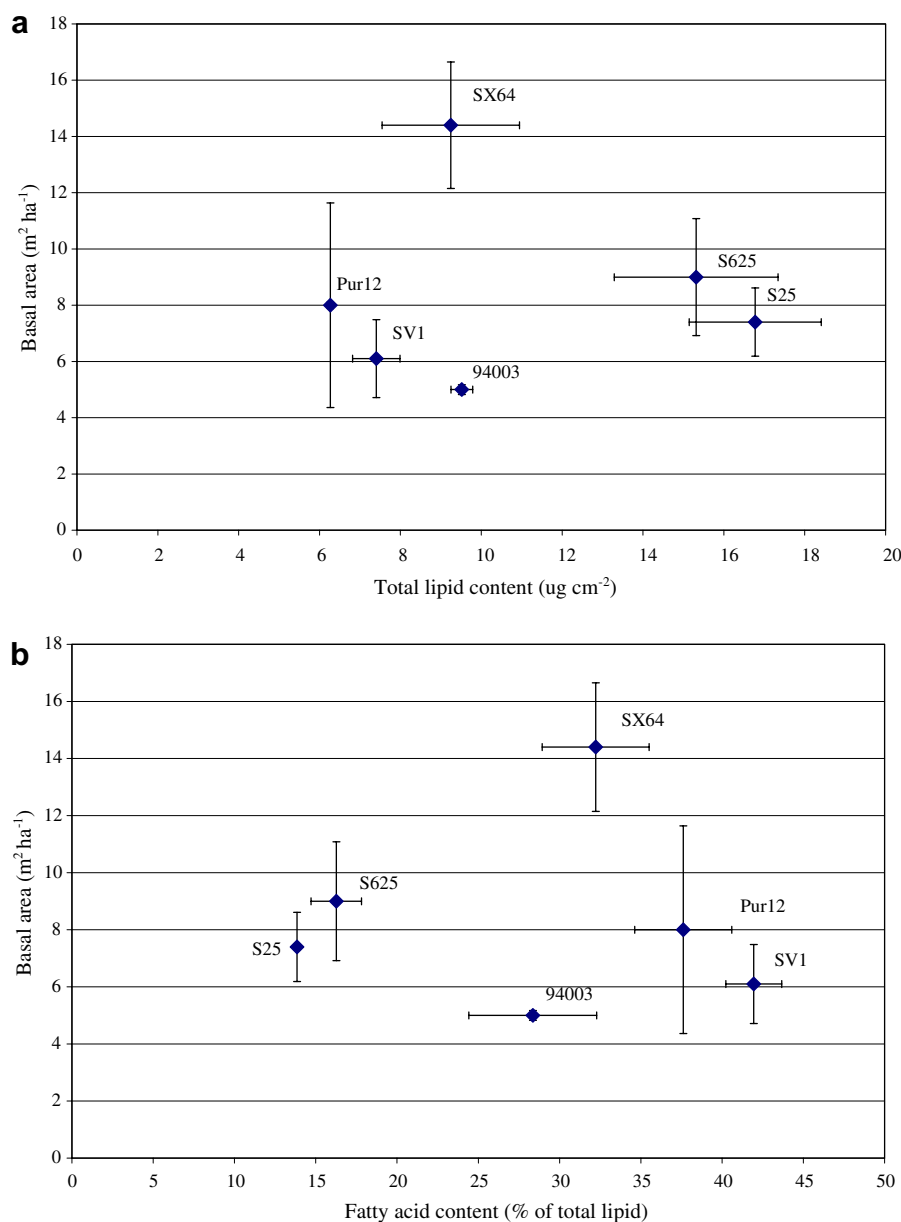 a
18
16
14
12
10
8
6
4
2
0
Basal area (m² ha⁻¹)
SX64
S625
Pur12
S25
SV1
94003
0 2 4 6 8 10 12 14 16 18 20
Total lipid content (ug cm⁻²)
b
18
16
14
12
10
8
6
4
2
0
Basal area (m² ha⁻¹)
SX64
S625
Pur12
S25
SV1
94003
0 5 10 15 20 25 30 35 40 45 50
Fatty acid content (% of total lipid)